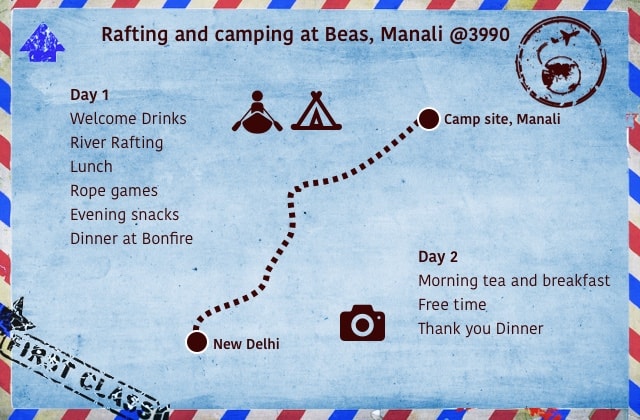 Rafting and camping at Beas, Manali @3990
Day 1
Welcome Drinks
River Rafting
Lunch
Rope games
Evening snacks
Dinner at Bonfire
Camp site, Manali
Day 2
Morning tea and breakfast
Free time
Thank you Dinner
New Delhi
FIRST CLASS